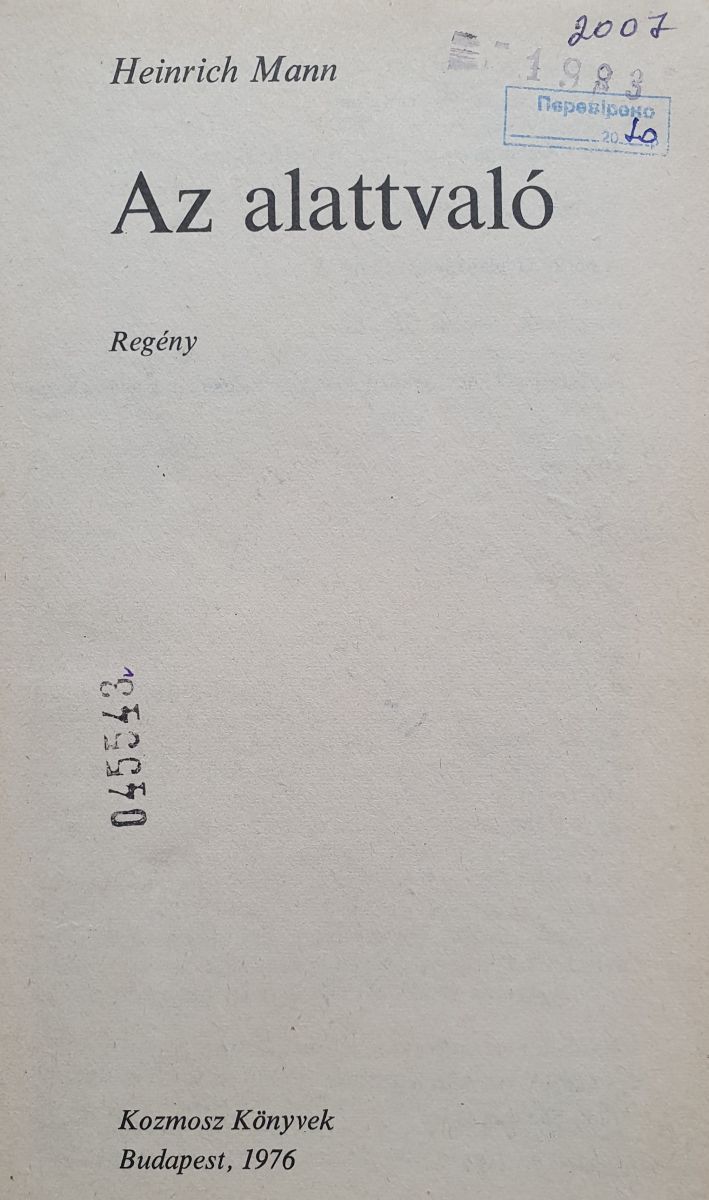 2007
Heinrich Mann
1983
Перевірено
20 10
Az alattvaló
Regény
045543
Kozmosz Könyvek
Budapest, 1976